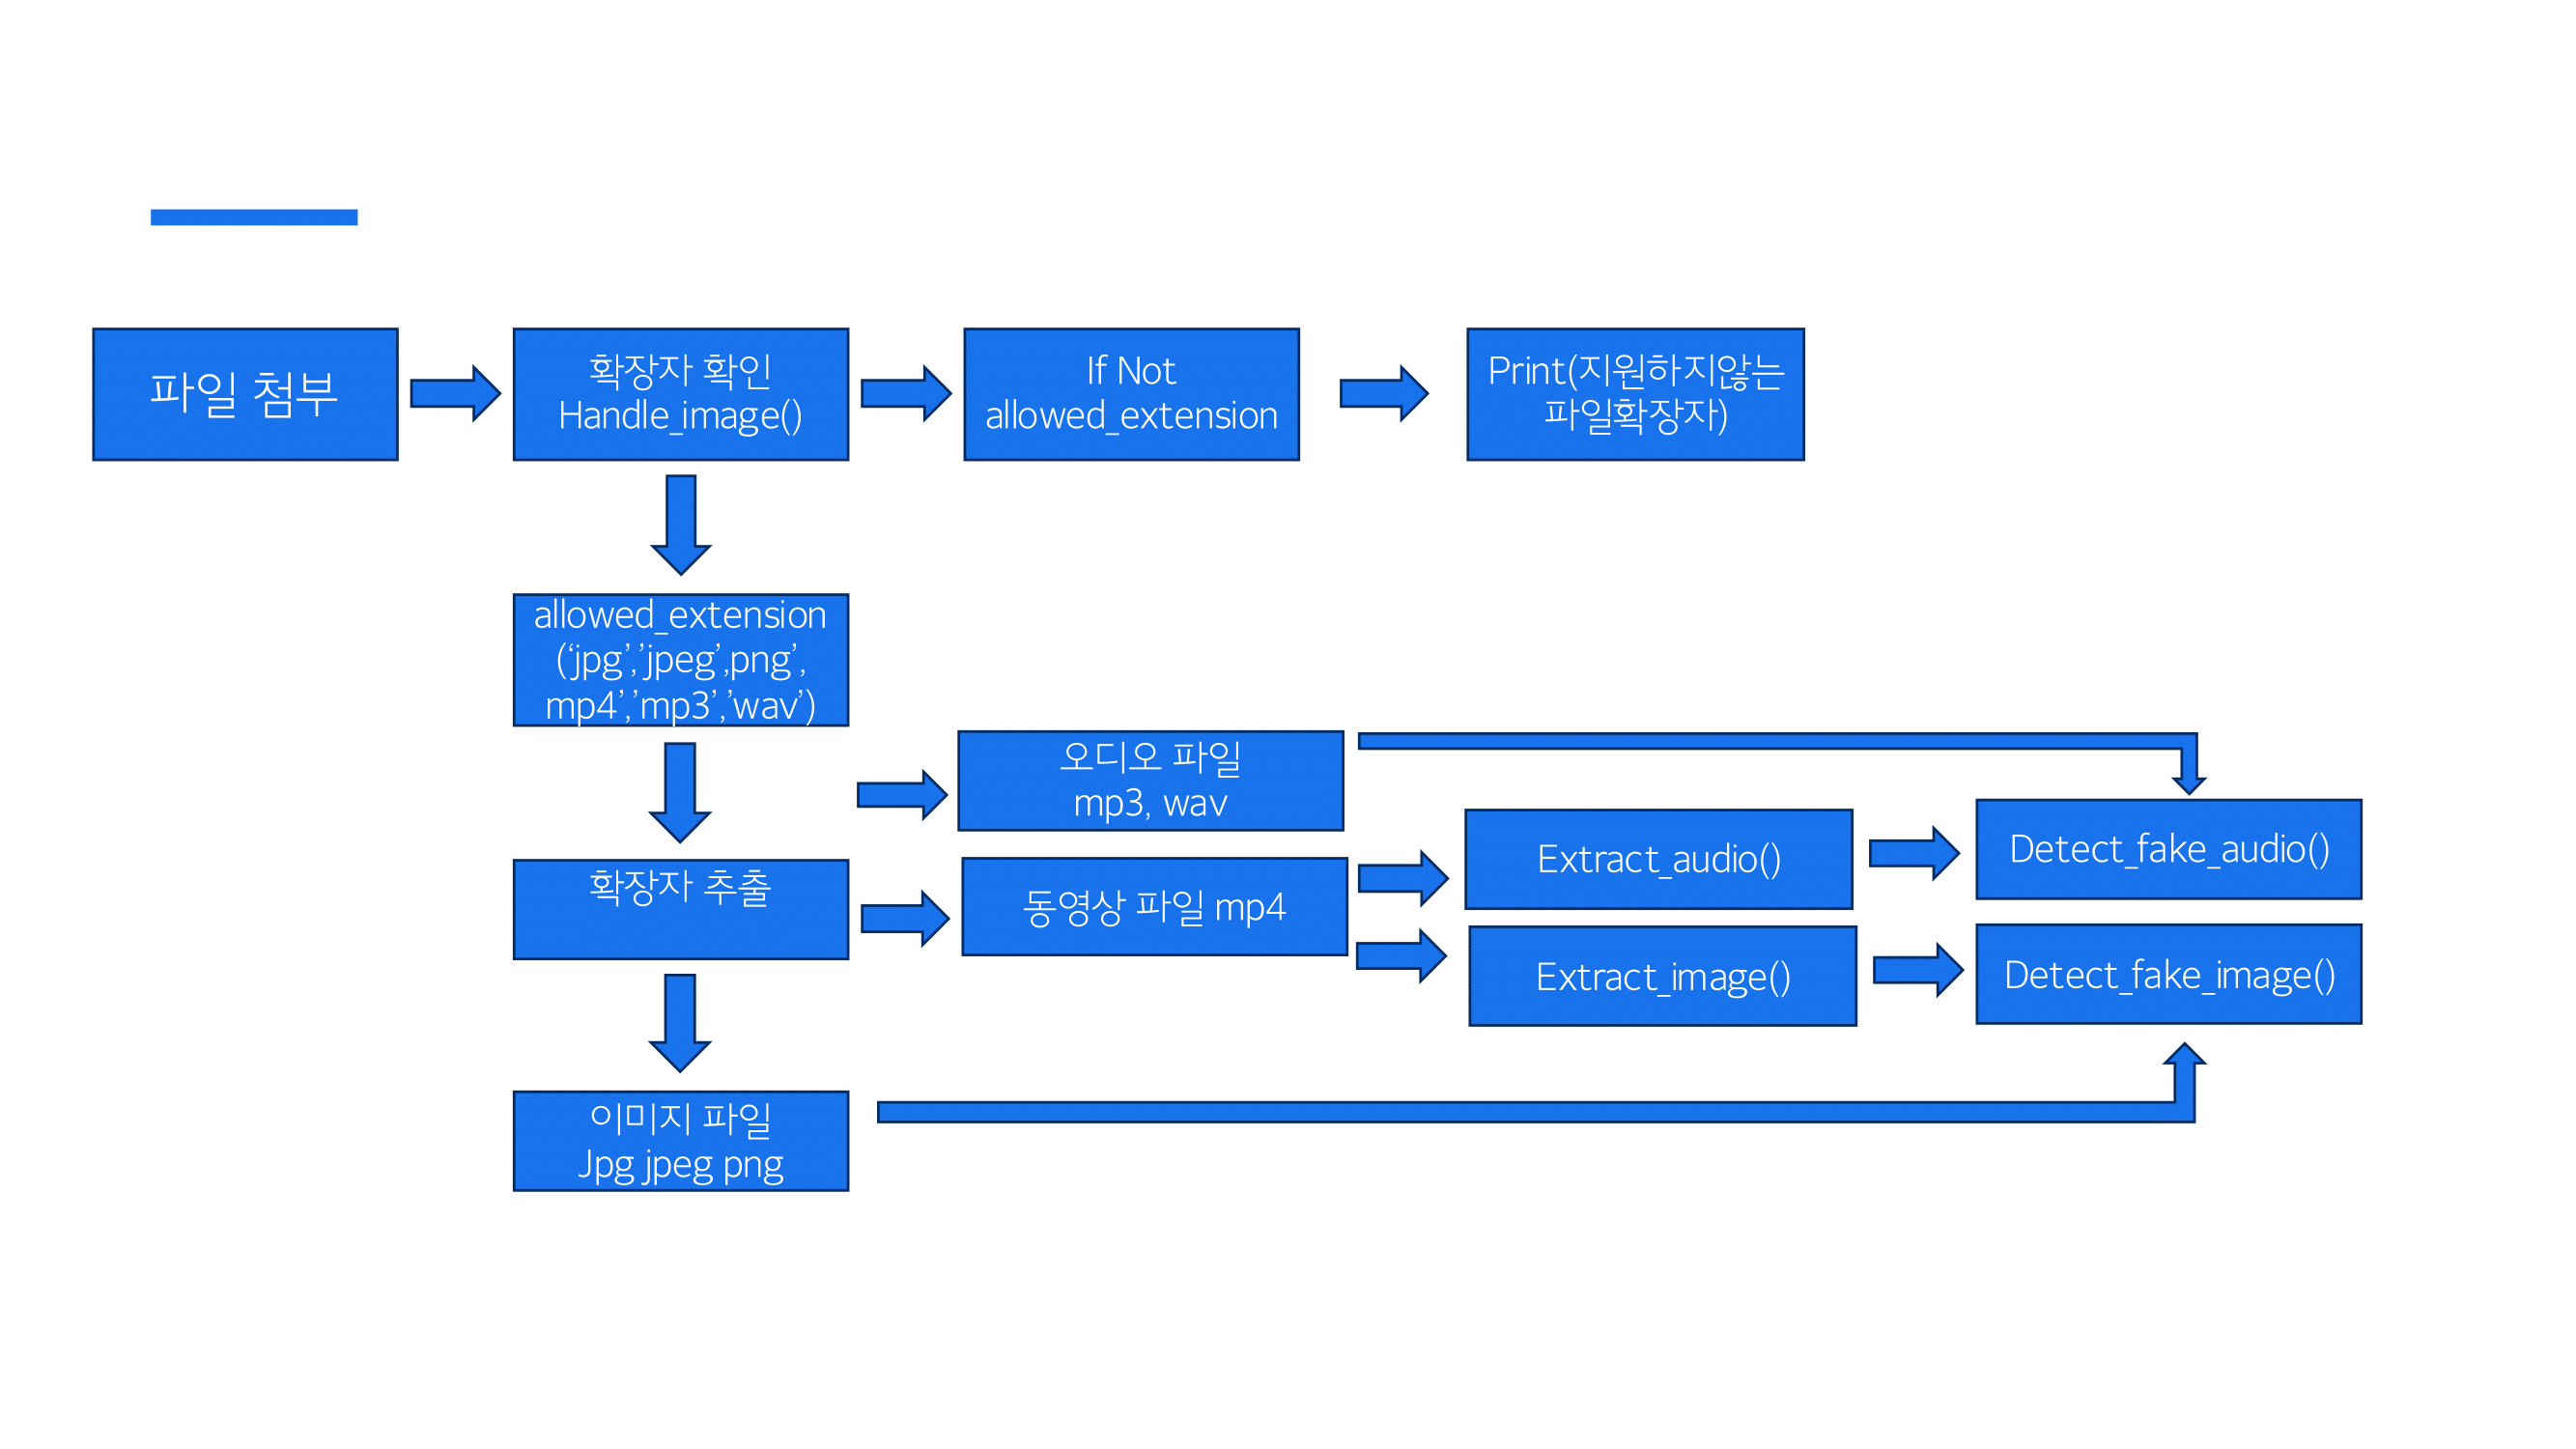 파일 첨부
확장자 확인
Handle_image()
If Not
allowed_extension
Print(지원하지않는
파일확장자)
allowed_extension
(‘jpg’,’jpeg’,png’,
mp4’,’mp3’,’wav’)
오디오 파일
mp3, wav
확장자 추출
동영상 파일 mp4
Extract_audio()
Detect_fake_audio()
Extract_image()
Detect_fake_image()
이미지 파일
Jpg jpeg png